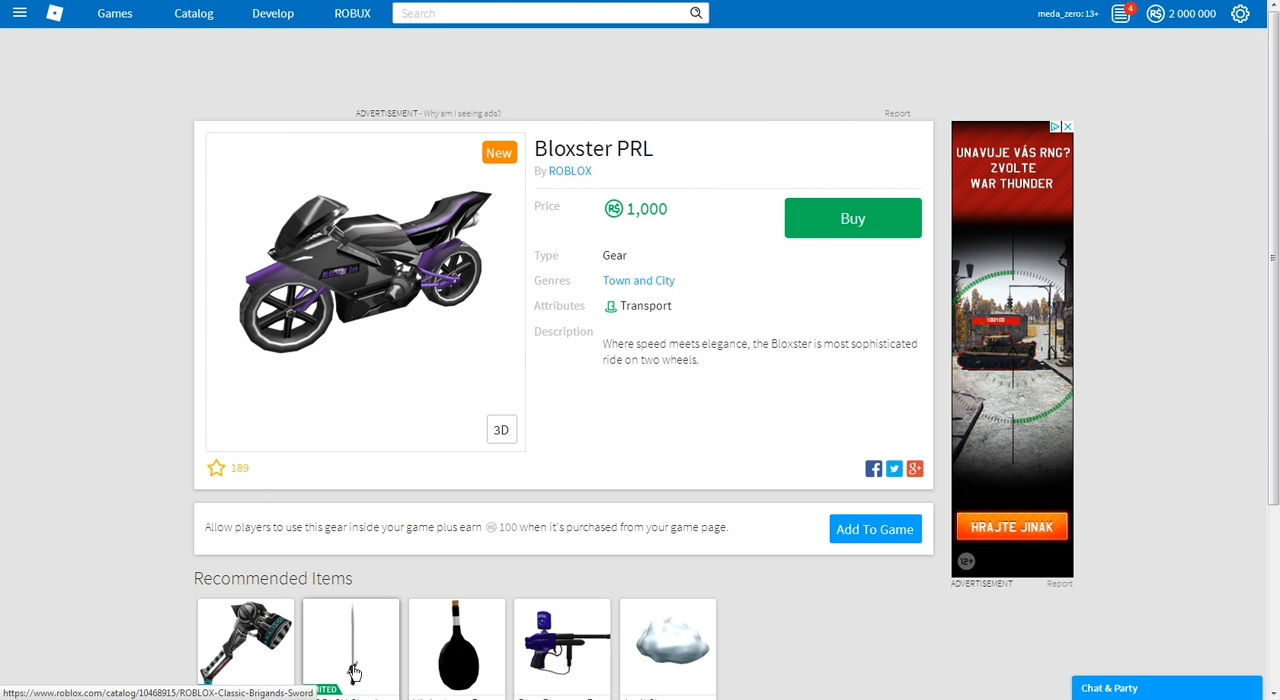 Games
Catalog
Develop
ROBUX
Search
meda_zero: 13+
4
R$ 2 000 000
ADVERTISEMENT - Why am I seeing ads?
Report
New
Bloxster PRL
By ROBLOX
Price
R$ 1,000
Buy
Type
Gear
Genres
Town and City
Attributes
Transport
Description
Where speed meets elegance, the Bloxster is most sophisticated
ride on two wheels.
3D
189
UNAVUJE VÁS RNG?
ZVOLTE
WAR THUNDER
HRAJTE JINAK
12+
ADVERTISEMENT
Report
Allow players to use this gear inside your game plus earn R$ 100 when it's purchased from your game page.
Add To Game
Recommended Items
https://www.roblox.com/catalog/10468915/ROBLOX-Classic-Brigands-Sword
Chat & Party